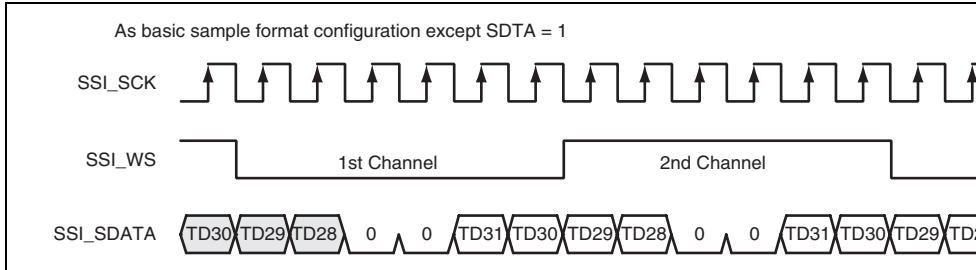 As basic sample format configuration except SDTA = 1
SSI_SCK
SSI_WS 1st Channel 2nd Channel
SSI_SDATA TD30 TD29 TD28 0 0 TD31 TD30 TD29 TD28 0 0 TD31 TD30 TD29